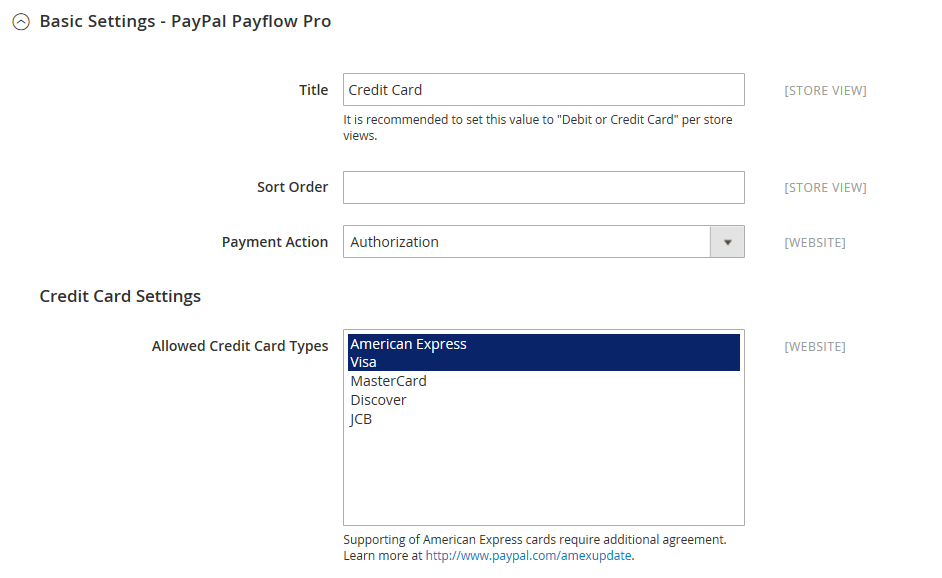 Basic Settings - PayPal Payflow Pro
Title
Credit Card
[STORE VIEW]
It is recommended to set this value to "Debit or Credit Card" per store
views.
Sort Order
[STORE VIEW]
Payment Action
Authorization
[WEBSITE]
Credit Card Settings
Allowed Credit Card Types
American Express
[WEBSITE]
Visa
MasterCard
Discover
JCB
Supporting of American Express cards require additional agreement.
Learn more at http://www.paypal.com/amexupdate.